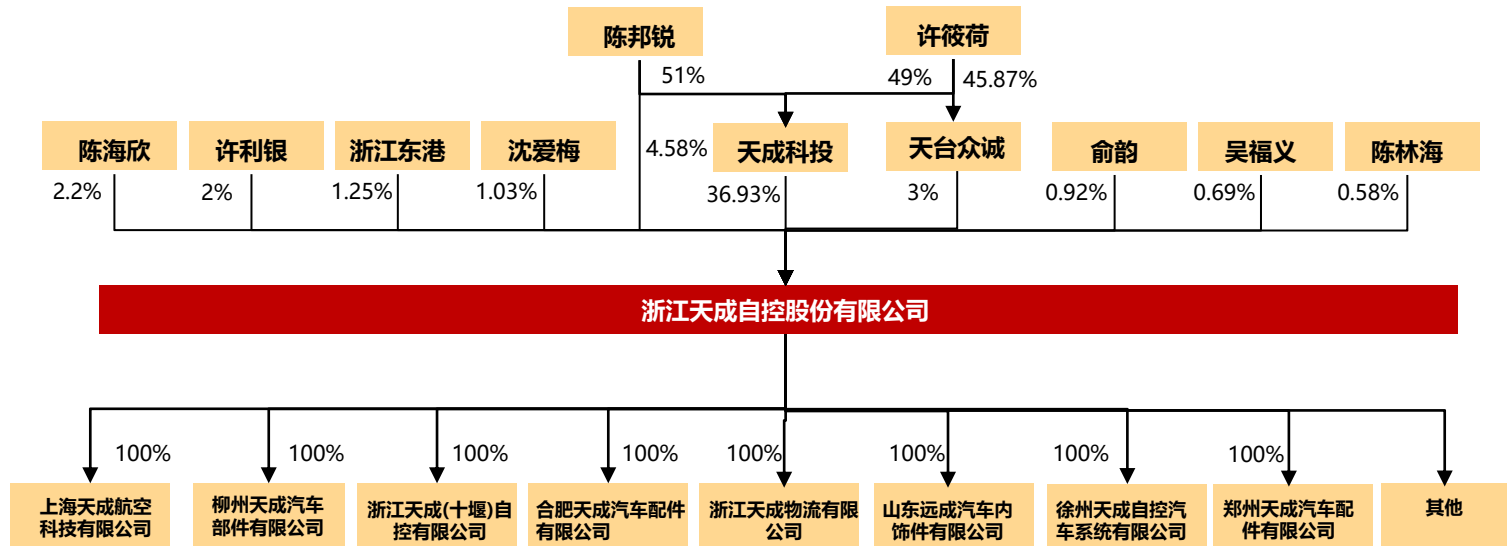 陈邦锐
许筱荷
51%
49%
45.87%
陈海欣
许利银
浙江东港
沈爱梅
4.58%
天成科投
天台众诚
俞韵
吴福义
陈林海
2.2%
2%
1.25%
1.03%
36.93%
3%
0.92%
0.69%
0.58%
浙江天成自控股份有限公司
100%
100%
100%
100%
100%
100%
100%
100%
上海天成航空
科技有限公司
柳州天成汽车
部件有限公司
浙江天成(十堰)自
控有限公司
合肥天成汽车配件
有限公司
浙江天成物流有限
公司
山东远成汽车内
饰件有限公司
徐州天成自控汽
车系统有限公司
郑州天成汽车配
件有限公司
其他